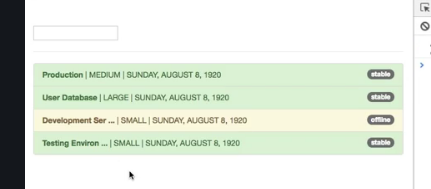 Production | MEDIUM | SUNDAY, AUGUST 8, 1920 stable
User Database | LARGE | SUNDAY, AUGUST 8, 1920 stable
Development Ser ... | SMALL | SUNDAY, AUGUST 8, 1920 offline
Testing Environ ... | SMALL | SUNDAY, AUGUST 8, 1920 stable